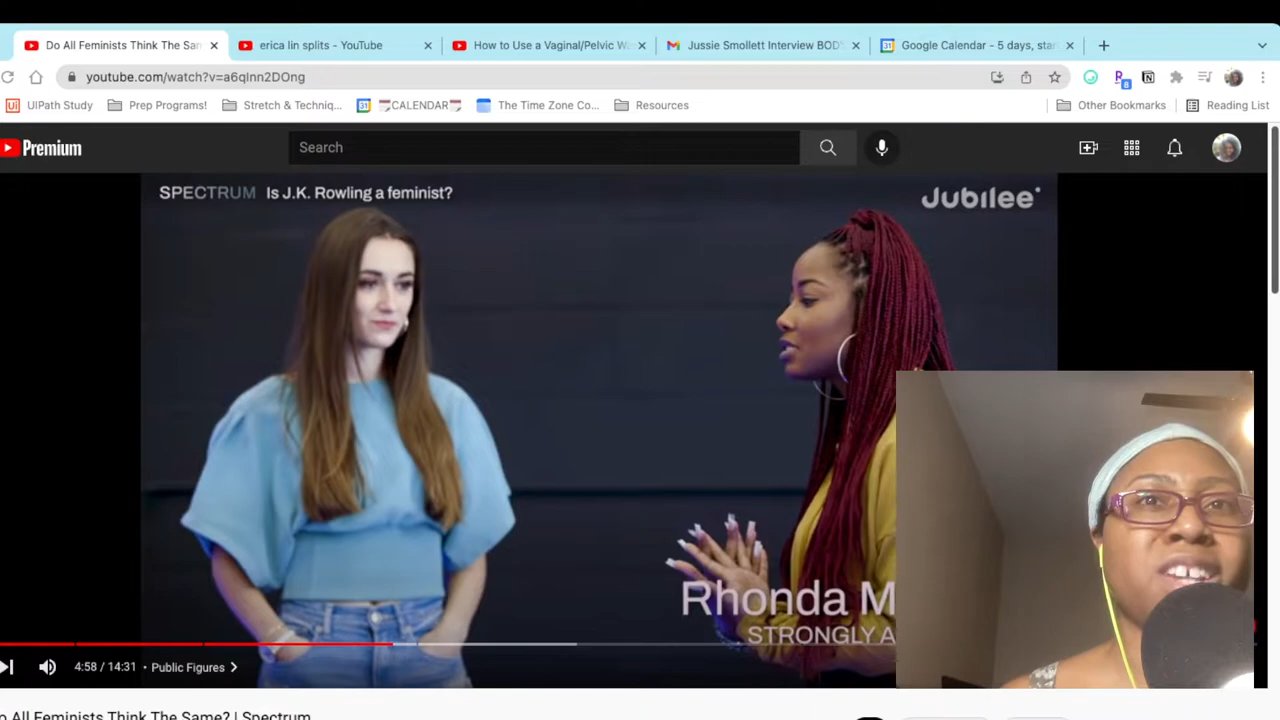 Do All Feminists Think The San
erica lin splits - YouTube
How to Use a Vaginal/Pelvic W
Jussie Smollett Interview BOD
Google Calendar - 5 days, star
youtube.com/watch?v=a6qlnn2DOng
8
Ui UIPath Study
Prep Programs!
Stretch & Techniq...
CALENDAR
The Time Zone Co...
Resources
Other Bookmarks
Reading List
Premium
Search
SPECTRUM Is J.K. Rowling a feminist?
Jubilee
Rhonda M
STRONGLY A
4:58 / 14:31 • Public Figures
o All Feminists Think The Same? | Spectrum